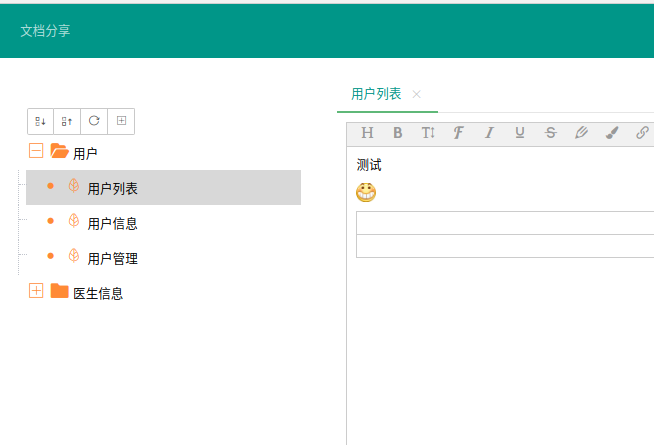 文档分享
用户列表
用户
用户列表
用户信息
用户管理
医生信息
测试